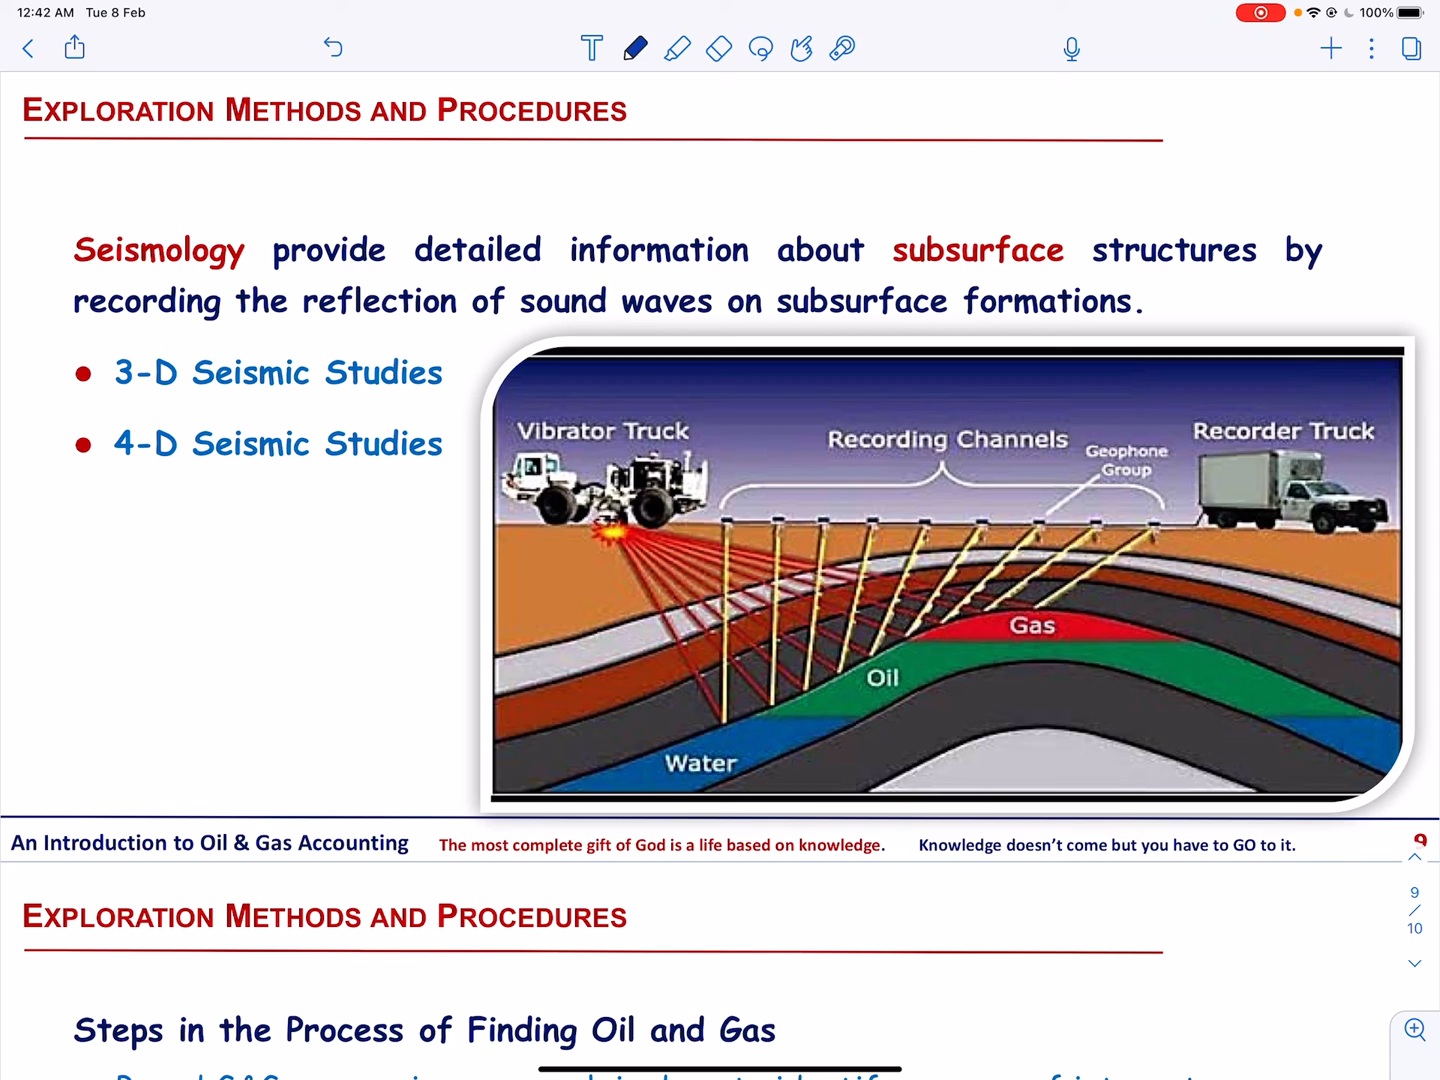 12:42 AM Tue 8 Feb
100%
EXPLORATION METHODS AND PROCEDURES
Seismology provide detailed information about subsurface structures by
recording the reflection of sound waves on subsurface formations.
• 3-D Seismic Studies
• 4-D Seismic Studies
Vibrator Truck
Recording Channels
Geophone
Group
Recorder Truck
Gas
Oil
Water
An Introduction to Oil & Gas Accounting The most complete gift of God is a life based on knowledge. Knowledge doesn't come but you have to GO to it. 9
9
/
10
EXPLORATION METHODS AND PROCEDURES
Steps in the Process of Finding Oil and Gas